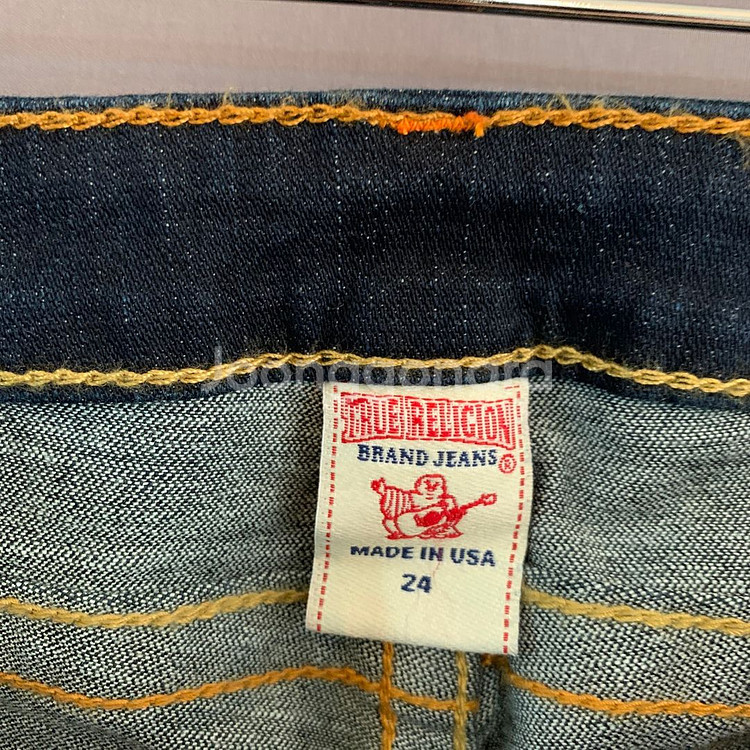 Joonggonara
TRUE RELIGION
BRAND JEANS ®
MADE IN USA
24